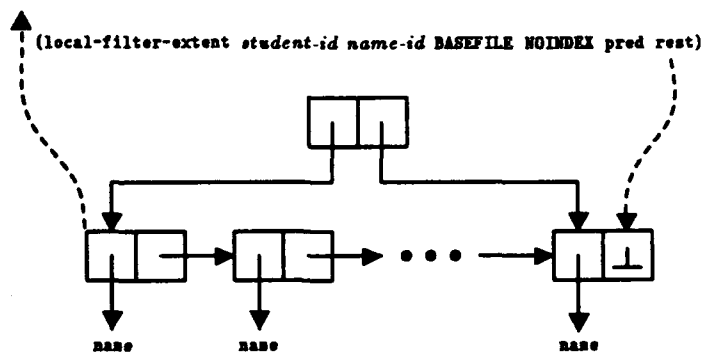 (local-filter-extent student-id name-id BASEFILE NOINDEX pred rest)
name name name